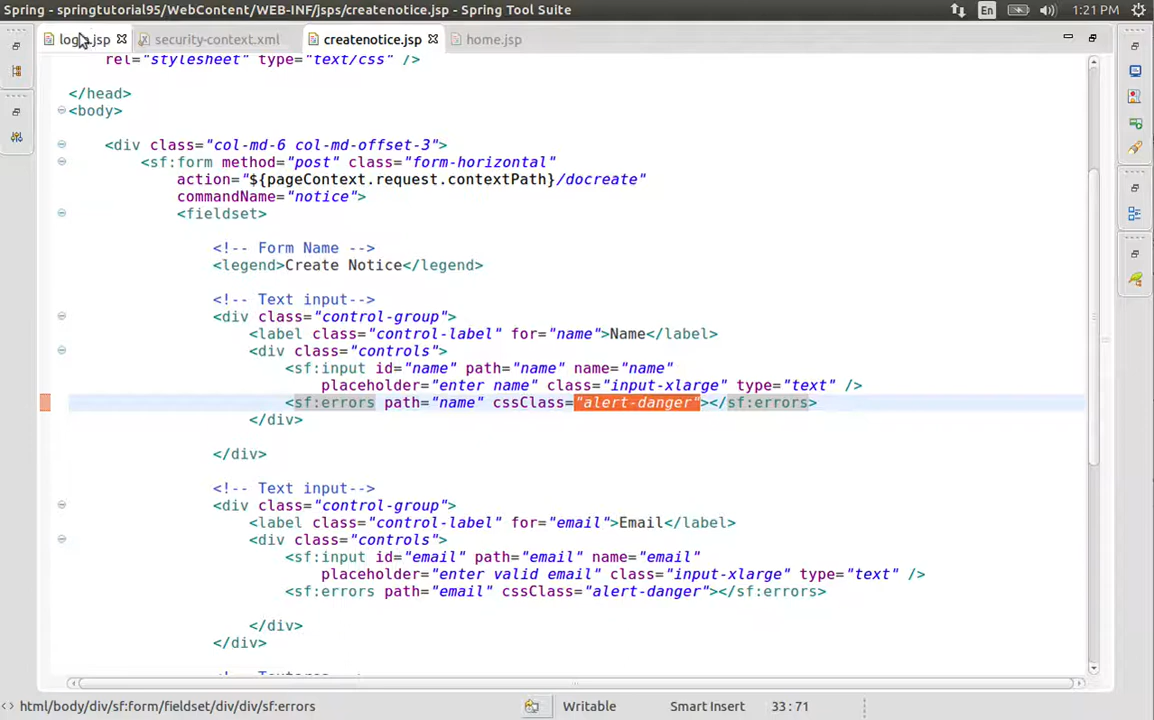 Spring - springtutorial95/WebContent/WEB-INF/jsps/createnotice.jsp - Spring Tool Suite
En
1:21 PM
.jsp
security-context.xml
createnotice.jsp
home.jsp
rel="stylesheet" type="text/css" />
</head>
<body>
<div class="col-md-6 col-md-offset-3">
<sf:form method="post" class="form-horizontal"
action="${pageContext.request.contextPath}/docreate"
commandName="notice">
<fieldset>
<!-- Form Name -->
<legend>Create Notice</legend>
<!-- Text input-->
<div class="control-group">
<label class="control-label" for="name">Name</label>
<div class="controls">
<sf:input id="name" path="name" name="name"
placeholder="enter name" class="input-xlarge" type="text" />
<sf:errors path="name" cssClass="alert-danger"></sf:errors>
</div>
</div>
<!-- Text input-->
<div class="control-group">
<label class="control-label" for="email">Email</label>
<div class="controls">
<sf:input id="email" path="email" name="email"
placeholder="enter valid email" class="input-xlarge" type="text" />
<sf:errors path="email" cssClass="alert-danger"></sf:errors>
</div>
</div>
html/body/div/sf:form/fieldset/div/div/sf:errors
Writable
Smart Insert
33 : 71